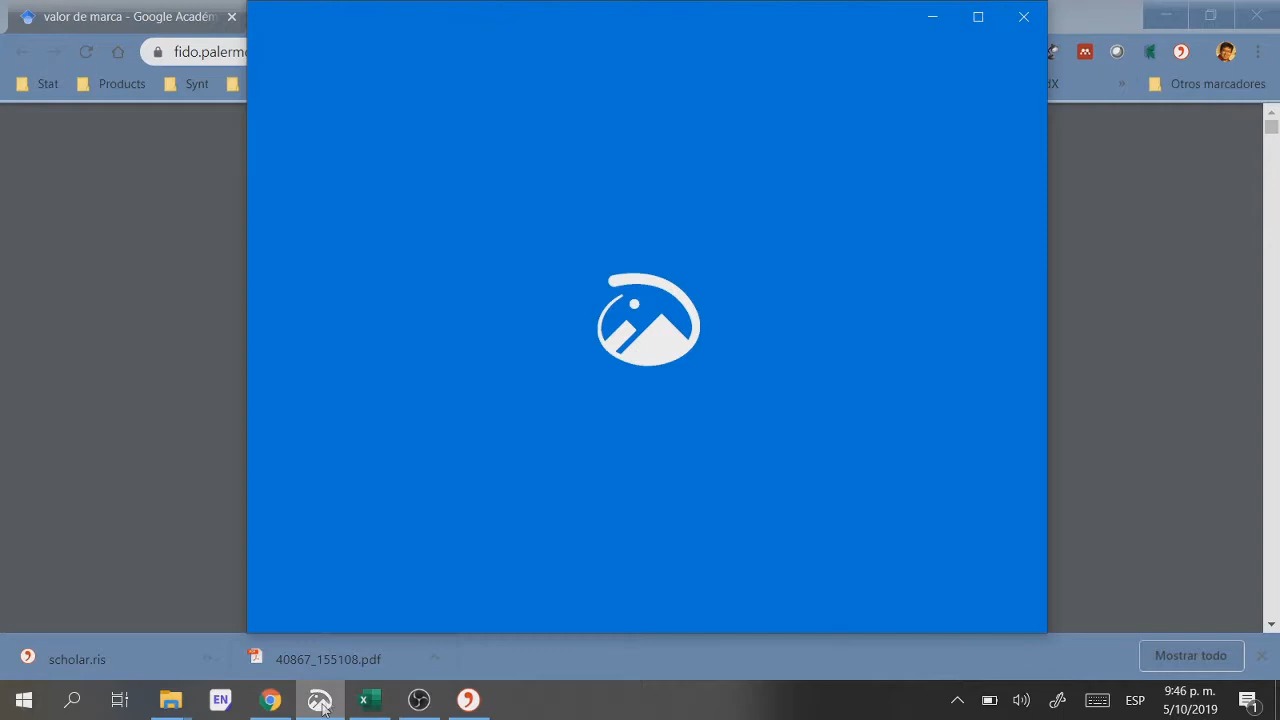 valor de marca - Google Académ
fido.palerm
Stat
Products
Synt
Otros marcadores
scholar.ris
40867_155108.pdf
Mostrar todo
EN
ESP
9:46 p. m.
5/10/2019
1